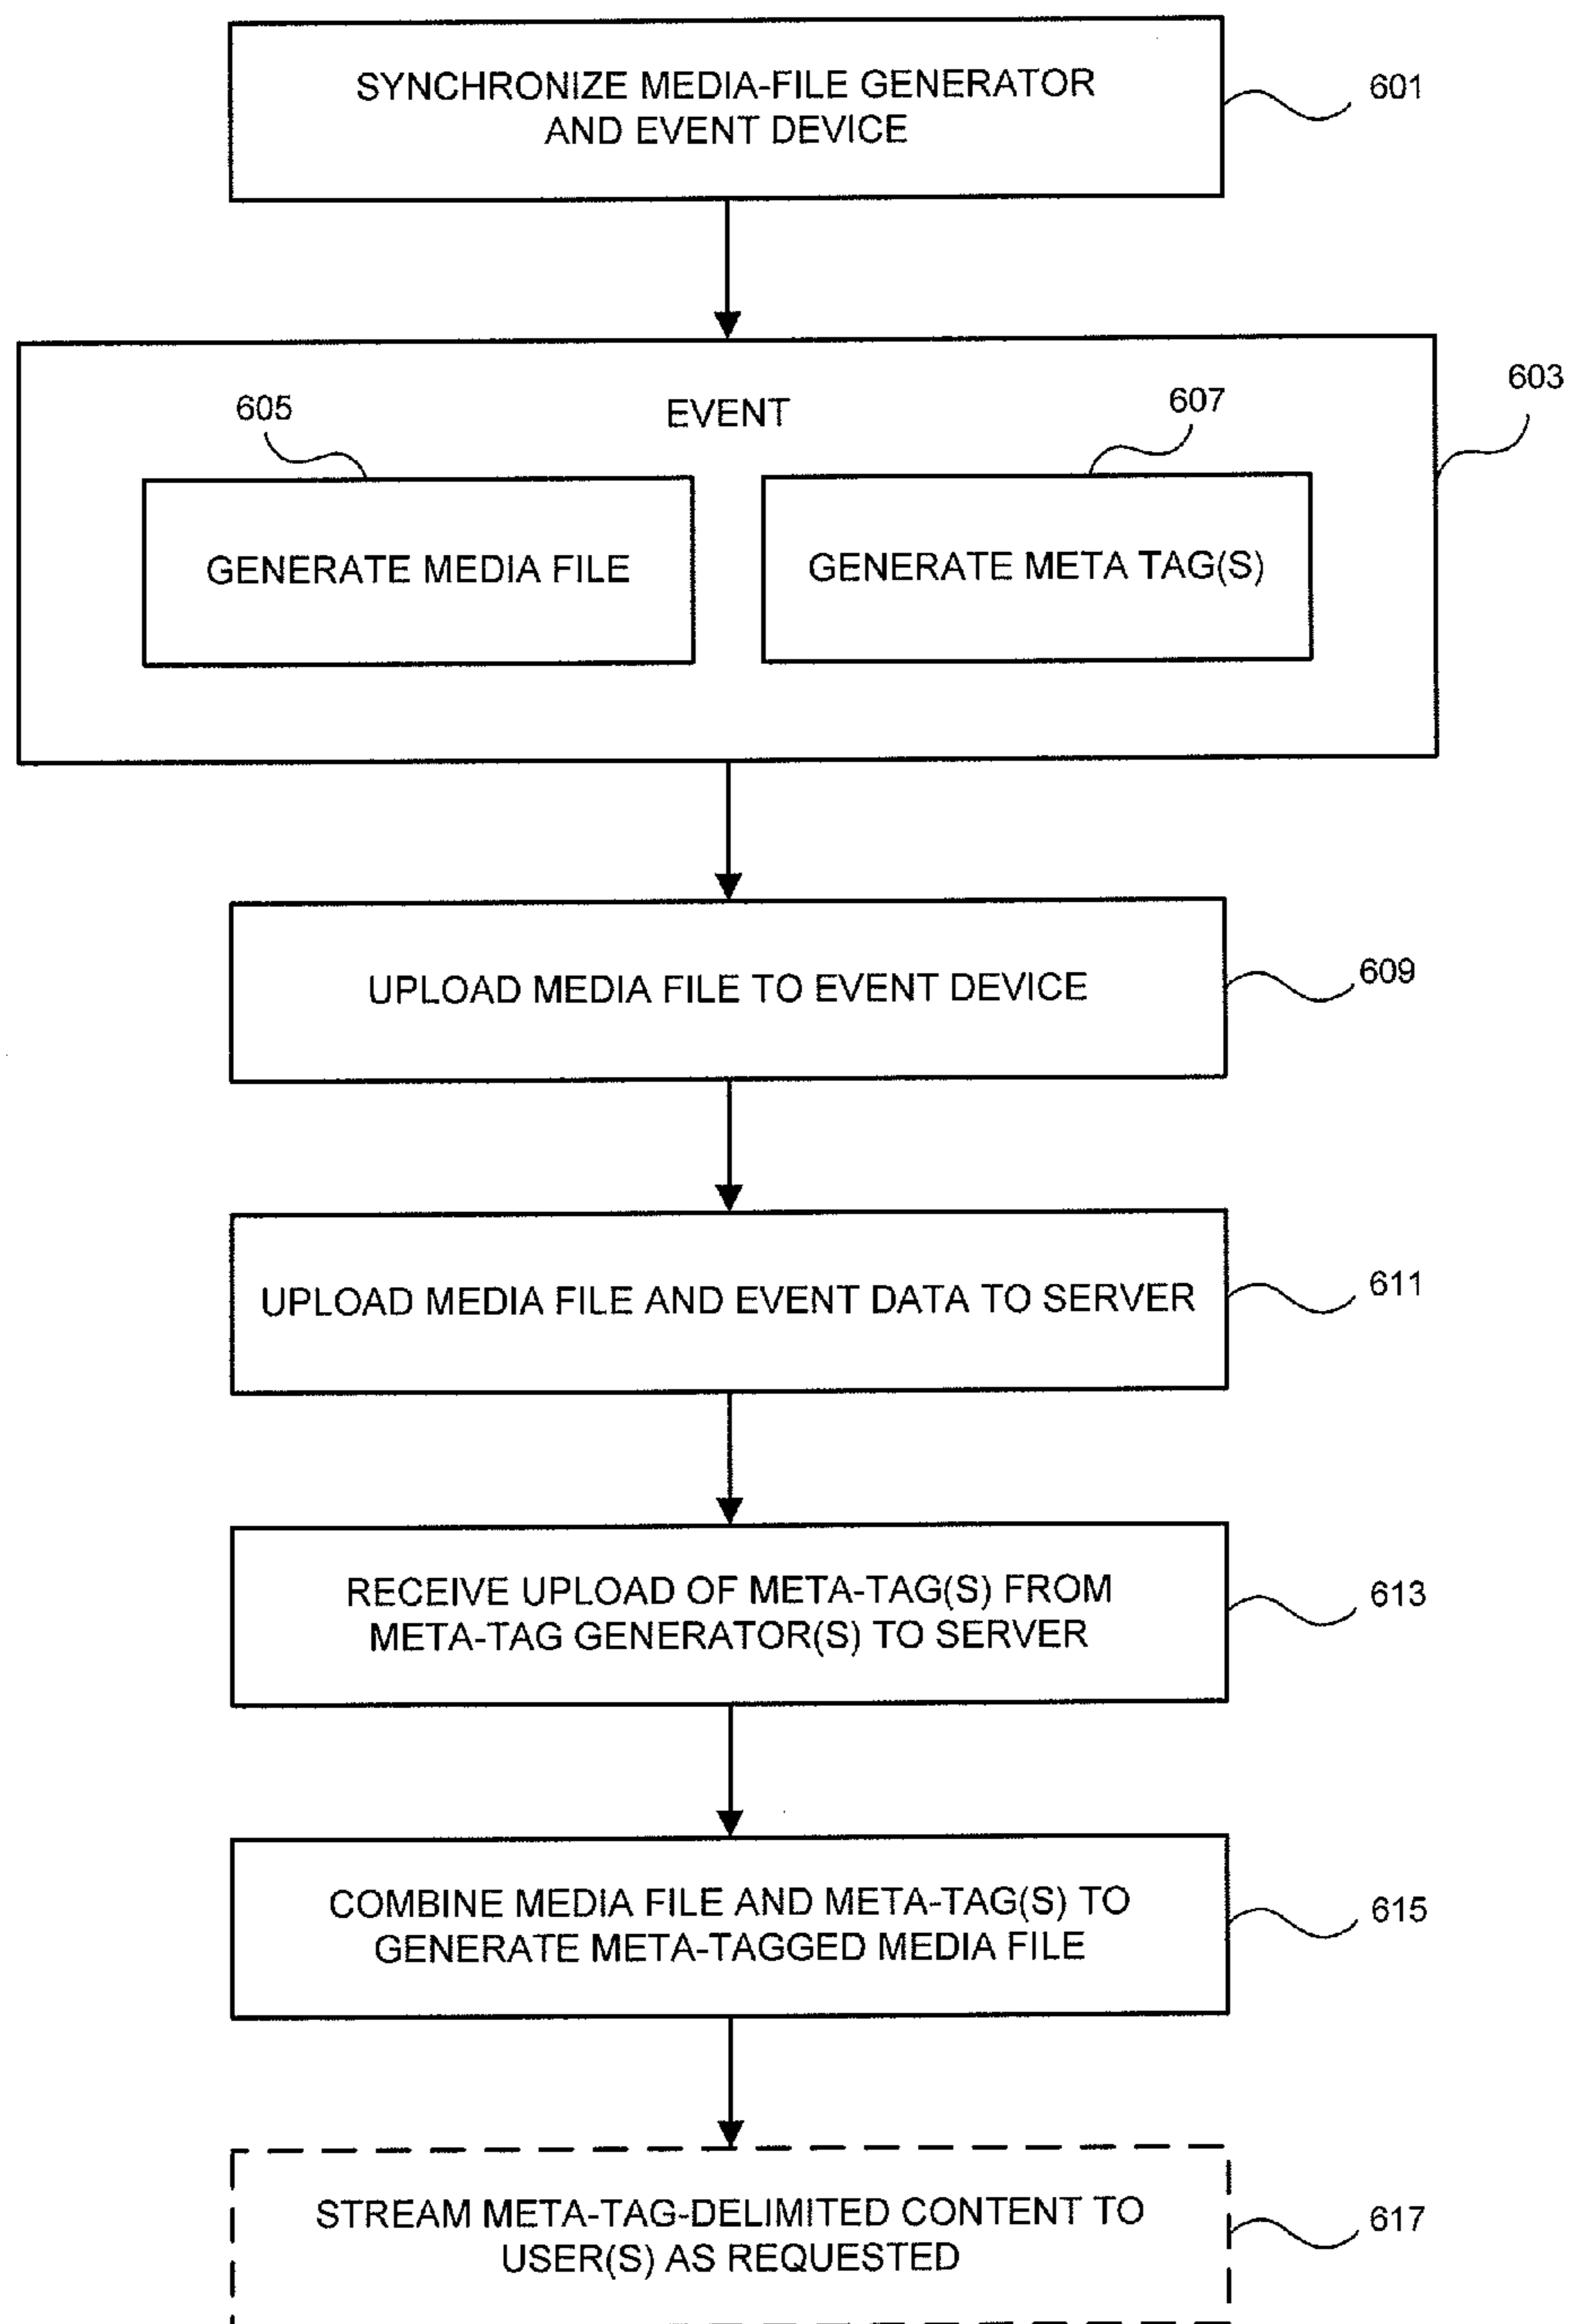 SYNCHRONIZE MEDIA-FILE GENERATOR
AND EVENT DEVICE
601
603
EVENT
605
607
GENERATE MEDIA FILE
GENERATE META TAG(S)
UPLOAD MEDIA FILE TO EVENT DEVICE
609
UPLOAD MEDIA FILE AND EVENT DATA TO SERVER
611
RECEIVE UPLOAD OF META-TAG(S) FROM
META-TAG GENERATOR(S) TO SERVER
613
COMBINE MEDIA FILE AND META-TAG(S) TO
GENERATE META-TAGGED MEDIA FILE
615
STREAM META-TAG-DELIMITED CONTENT TO
USER(S) AS REQUESTED
617